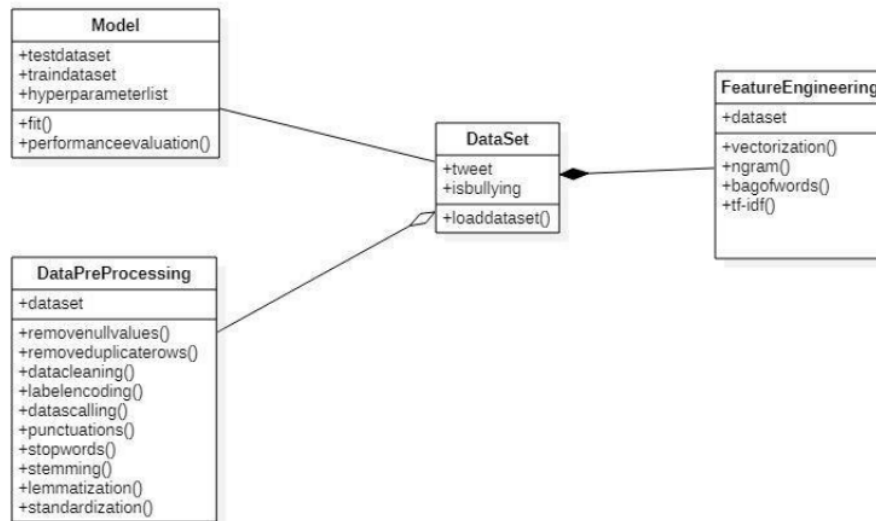 Model
+testdataset
+traindataset
+hyperparameterlist
+fit()
+performanceevaluation()
DataSet
+tweet
+isbullying
+loaddataset()
FeatureEngineering
+dataset
+vectorization()
+ngram()
+bagofwords()
+tf-idf()
DataPreProcessing
+dataset
+removenullvalues()
+removeduplicaterows()
+datacleaning()
+labelencoding()
+datascalling()
+punctuations()
+stopwords()
+stemming()
+lemmatization()
+standardization()